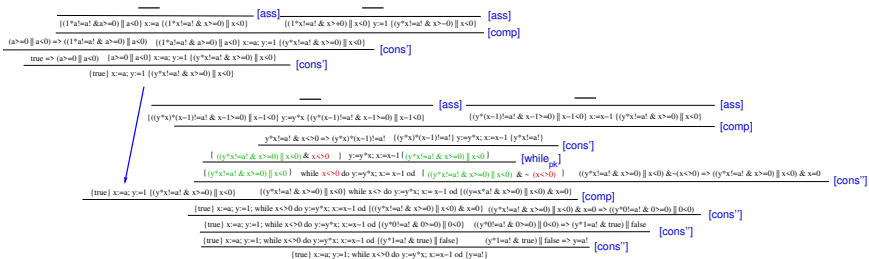 [ass] [ass]
{(1*a!=a! &a>=0) || a<0} x:=a {(1*x!=a! & x>=0) || x<0} {(1*x!=a! & x>+0) || x<0} y:=1 {(y*x!=a! & x>−0) || x<0}
[comp]
(a>=0 || a<0) => ((1*a!=a! & a>=0) || a<0) {(1*a!=a! & a>=0) || a<0} x:=a; y:=1 {(y*x!=a! & x>=0) || x<0}
[cons']
true => (a>=0 || a<0) {a>=0 || a<0} x:=a; y:=1 {(y*x!=a! & x>=0) || x<0}
[cons']
{true} x:=a; y:=1 {(y*x!=a! & x>=0) || x<0}
[ass] [ass]
{((y*x)*(x−1)!=a! & x−1>=0) || x−1<0} y:=y*x {(y*(x−1)!=a! & x−1>=0) || x−1<0} {(y*(x−1)!=a! & x−1>=0) || x−1<0} x:=x−1 {(y*x!=a! & x>=0) || x<0}
[comp]
y*x!=a! & x<>0 => (y*x)*(x−1)!=a! {(y*x)*(x−1)!=a!} y:=y*x; x:=x−1 {y*x!=a!}
[cons']
{ ((y*x!=a! & x>=0) || x<0) & x<>0 } y:=y*x; x:=x−1 { (y*x!=a! & x>=0) || x<0 }
[while pk]
{ (y*x!=a! & x>=0) || x<0 } while x<>0 do y:=y*x; x:=x−1 od { ((y*x!=a! & x>=0) || x<0) & ~ (x<>0) } ((y*x!=a! & x>=0) || x<0) &~(x<>0) => ((y*x!=a! & x>=0) || x<0) & x=0
[cons'']
{true} x:=a; y:=1 {(y*x!=a! & x>=0) || x<0} {(y*x!=a! & x>=0) || x<0} while x<> do y:=y*x; x:= x−1 od {((y=x*a! & x>=0) || x<0) & x=0}
[comp]
{true} x:=a; y:=1; while x<>0 do y:=y*x; x:=x−1 od {((y*x!=a! & x>=0) || x<0) & x=0} ((y*x!=a! & x>=0) || x<0) & x=0 => ((y*0!=a! & 0>=0) || 0<0)
[cons'']
{true} x:=a; y:=1; while x<>0 do y:=y*x; x:=x−1 od {(y*0!=a! & 0>=0) || 0<0} ((y*0!=a! & 0>=0) || 0<0) => (y*1=a! & true) || false
[cons'']
{true} x:=a; y:=1; while x<>0 do y:=y*x; x:=x−1 od {(y*1=a! & true) || false} (y*1=a! & true) || false => y=a!
[cons'']
{true} x:=a; y:=1; while x<>0 do y:=y*x; x:=x−1 od {y=a!}